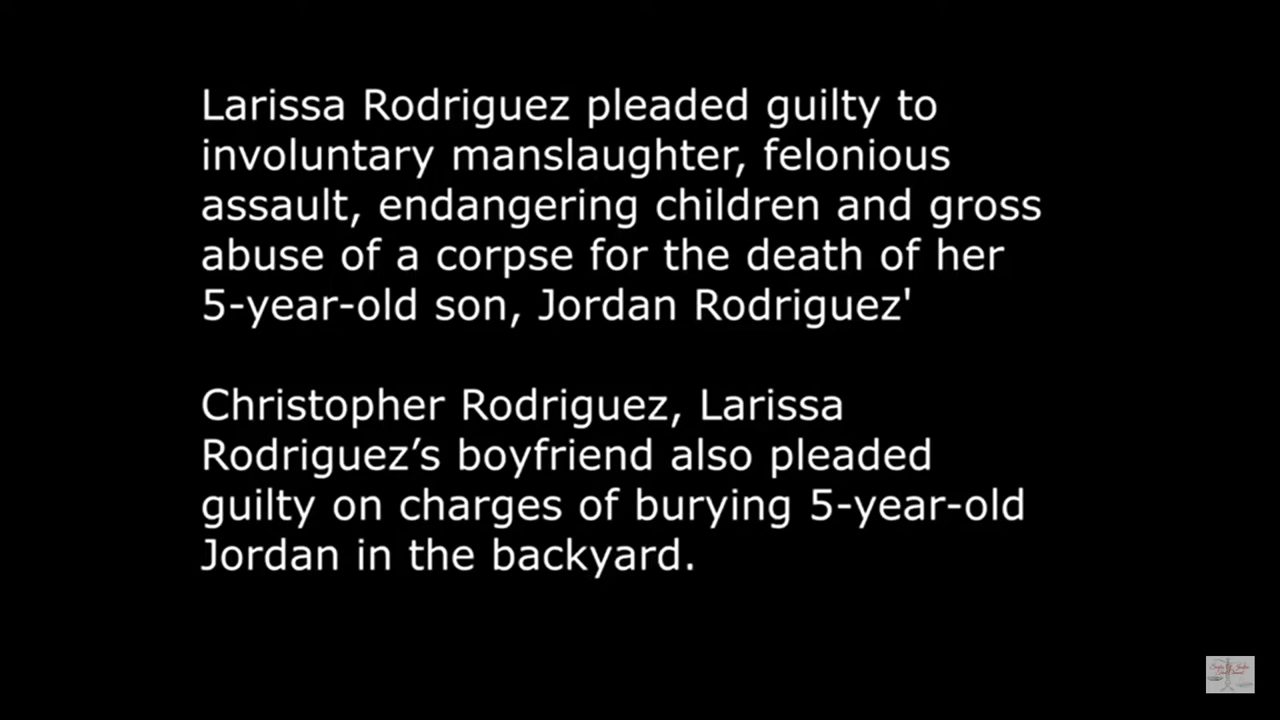 Larissa Rodriguez pleaded guilty to
involuntary manslaughter, felonious
assault, endangering children and gross
abuse of a corpse for the death of her
5-year-old son, Jordan Rodriguez'
Christopher Rodriguez, Larissa
Rodriguez’s boyfriend also pleaded
guilty on charges of burying 5-year-old
Jordan in the backyard.